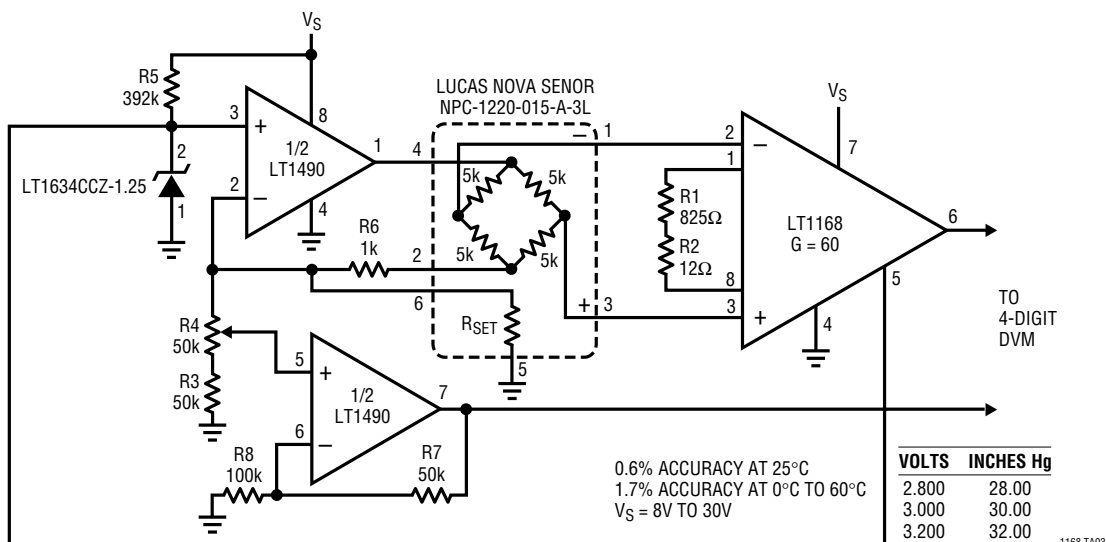 VS
R5
392k
3
+
8
1/2
LT1490
1
2
LT1634CCZ-1.25
1
2
–
4
LUCAS NOVA SENOR
NPC-1220-015-A-3L
4
–
1
5k
5k
5k
5k
R6
1k
2
6
+
3
RSET
5
VS
2
–
7
1
R1
825Ω
R2
12Ω
LT1168
G = 60
6
8
3
+
5
4
TO
4-DIGIT
DVM
R4
50k
R3
50k
5
+
1/2
LT1490
7
6
–
R8
100k
R7
50k
0.6% ACCURACY AT 25°C
1.7% ACCURACY AT 0°C TO 60°C
VS = 8V TO 30V
VOLTS INCHES Hg
2.800 28.00
3.000 30.00
3.200 32.00
1168 TA03